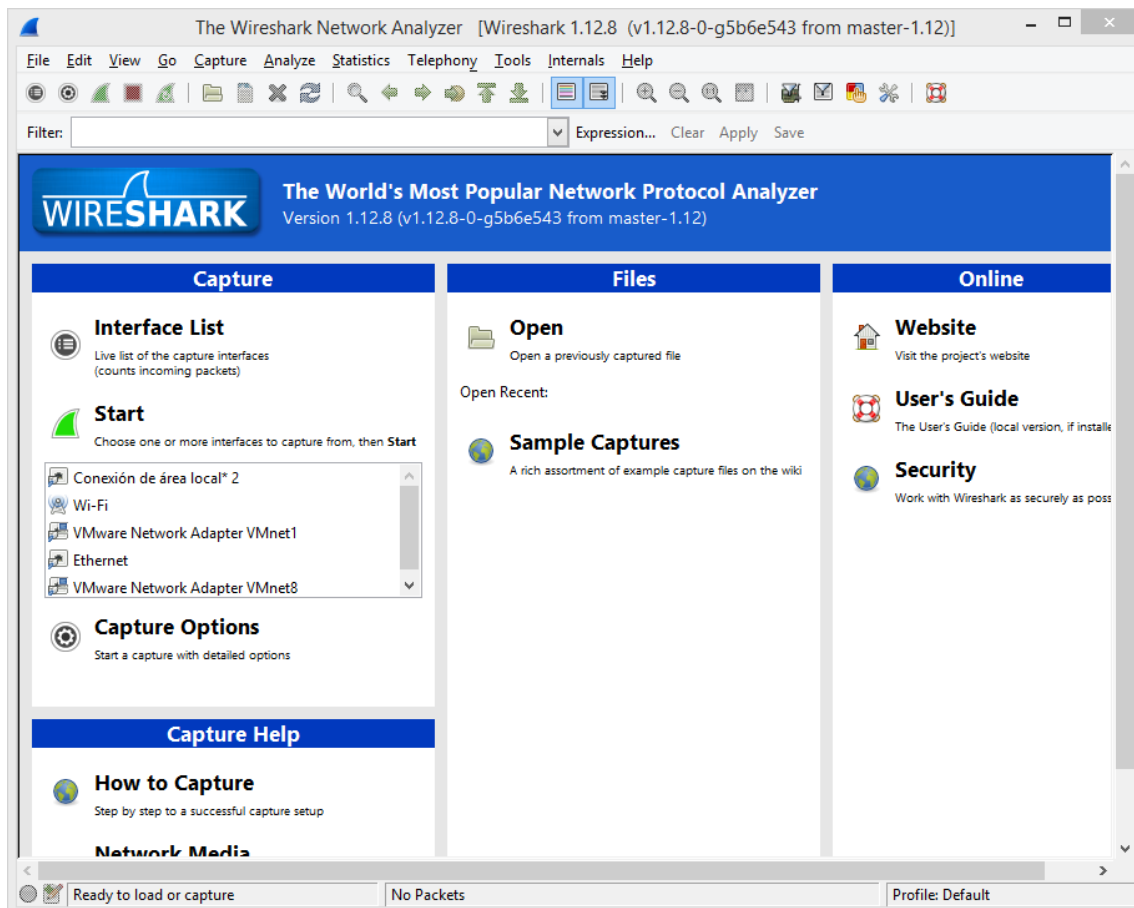 The Wireshark Network Analyzer [Wireshark 1.12.8 (v1.12.8-0-g5b6e543 from master-1.12)]
File Edit View Go Capture Analyze Statistics Telephony Tools Internals Help
Filter: Expression... Clear Apply Save
WIRESHARK
The World's Most Popular Network Protocol Analyzer
Version 1.12.8 (v1.12.8-0-g5b6e543 from master-1.12)
Capture
Interface List
Live list of the capture interfaces
(counts incoming packets)
Start
Choose one or more interfaces to capture from, then Start
Conexión de área local* 2
Wi-Fi
VMware Network Adapter VMnet1
Ethernet
VMware Network Adapter VMnet8
Capture Options
Start a capture with detailed options
Capture Help
How to Capture
Step by step to a successful capture setup
Network Media
Files
Open
Open a previously captured file
Open Recent:
Sample Captures
A rich assortment of example capture files on the wiki
Online
Website
Visit the project's website
User's Guide
The User's Guide (local version, if installe
Security
Work with Wireshark as securely as poss
Ready to load or capture
No Packets
Profile: Default